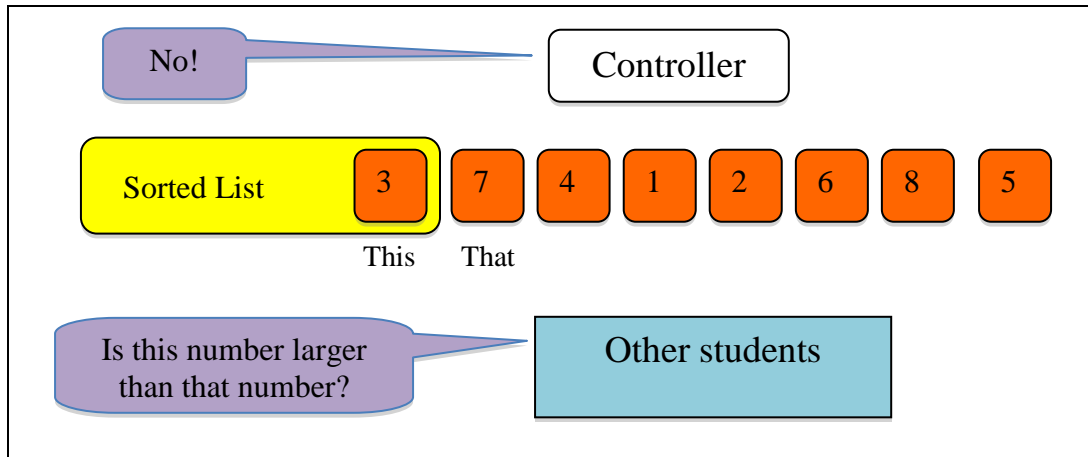 No!
Controller
Sorted List 3 7 4 1 2 6 8 5
This That
Is this number larger
than that number?
Other students